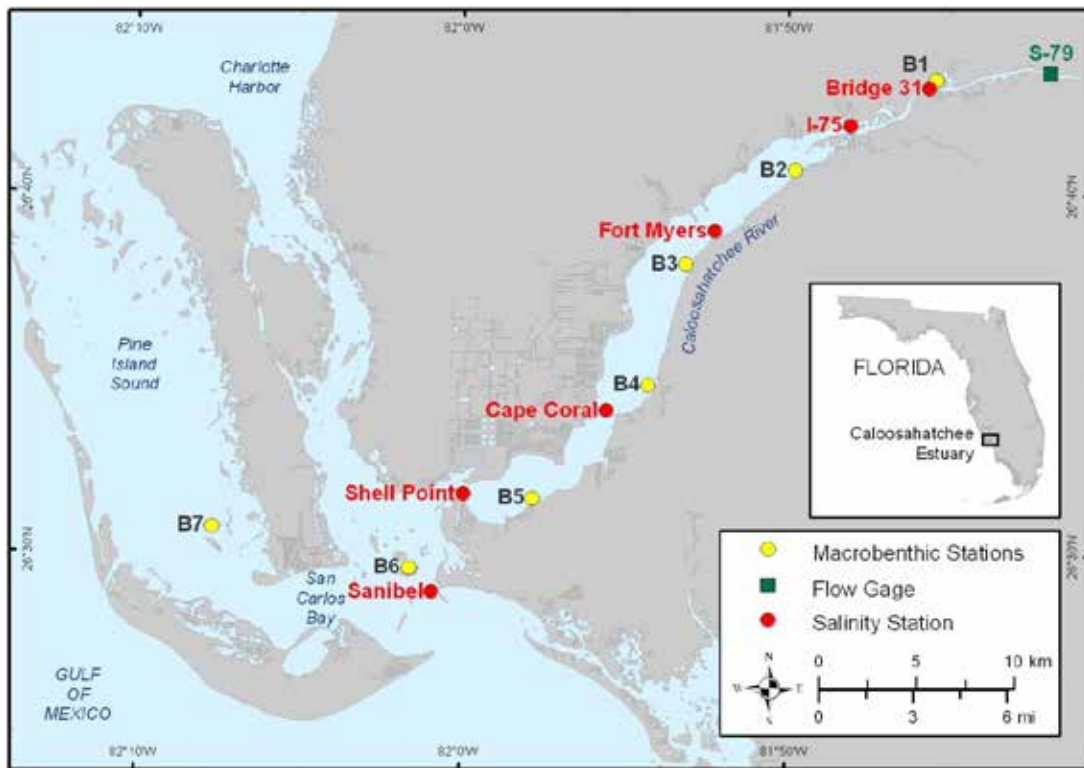 82°10'W
82°0'W
81°50'W
Charlotte
Harbor
S-79
B1
Bridge 31
I-75
B2
26°40'N
26°40'N
Fort Myers
B3
Caloosahatchee River
Pine
Island
Sound
FLORIDA
Caloosahatchee
Estuary
B4
Cape Coral
Shell Point
B5
B7
26°30'N
26°30'N
B6
San
Carlos
Bay
Sanibel
GULF
OF
MEXICO
Macrobenthic Stations
Flow Gage
Salinity Station
N
W
E
S
0 5 10 km
0 3 6 mi
82°10'W
82°0'W
81°50'W